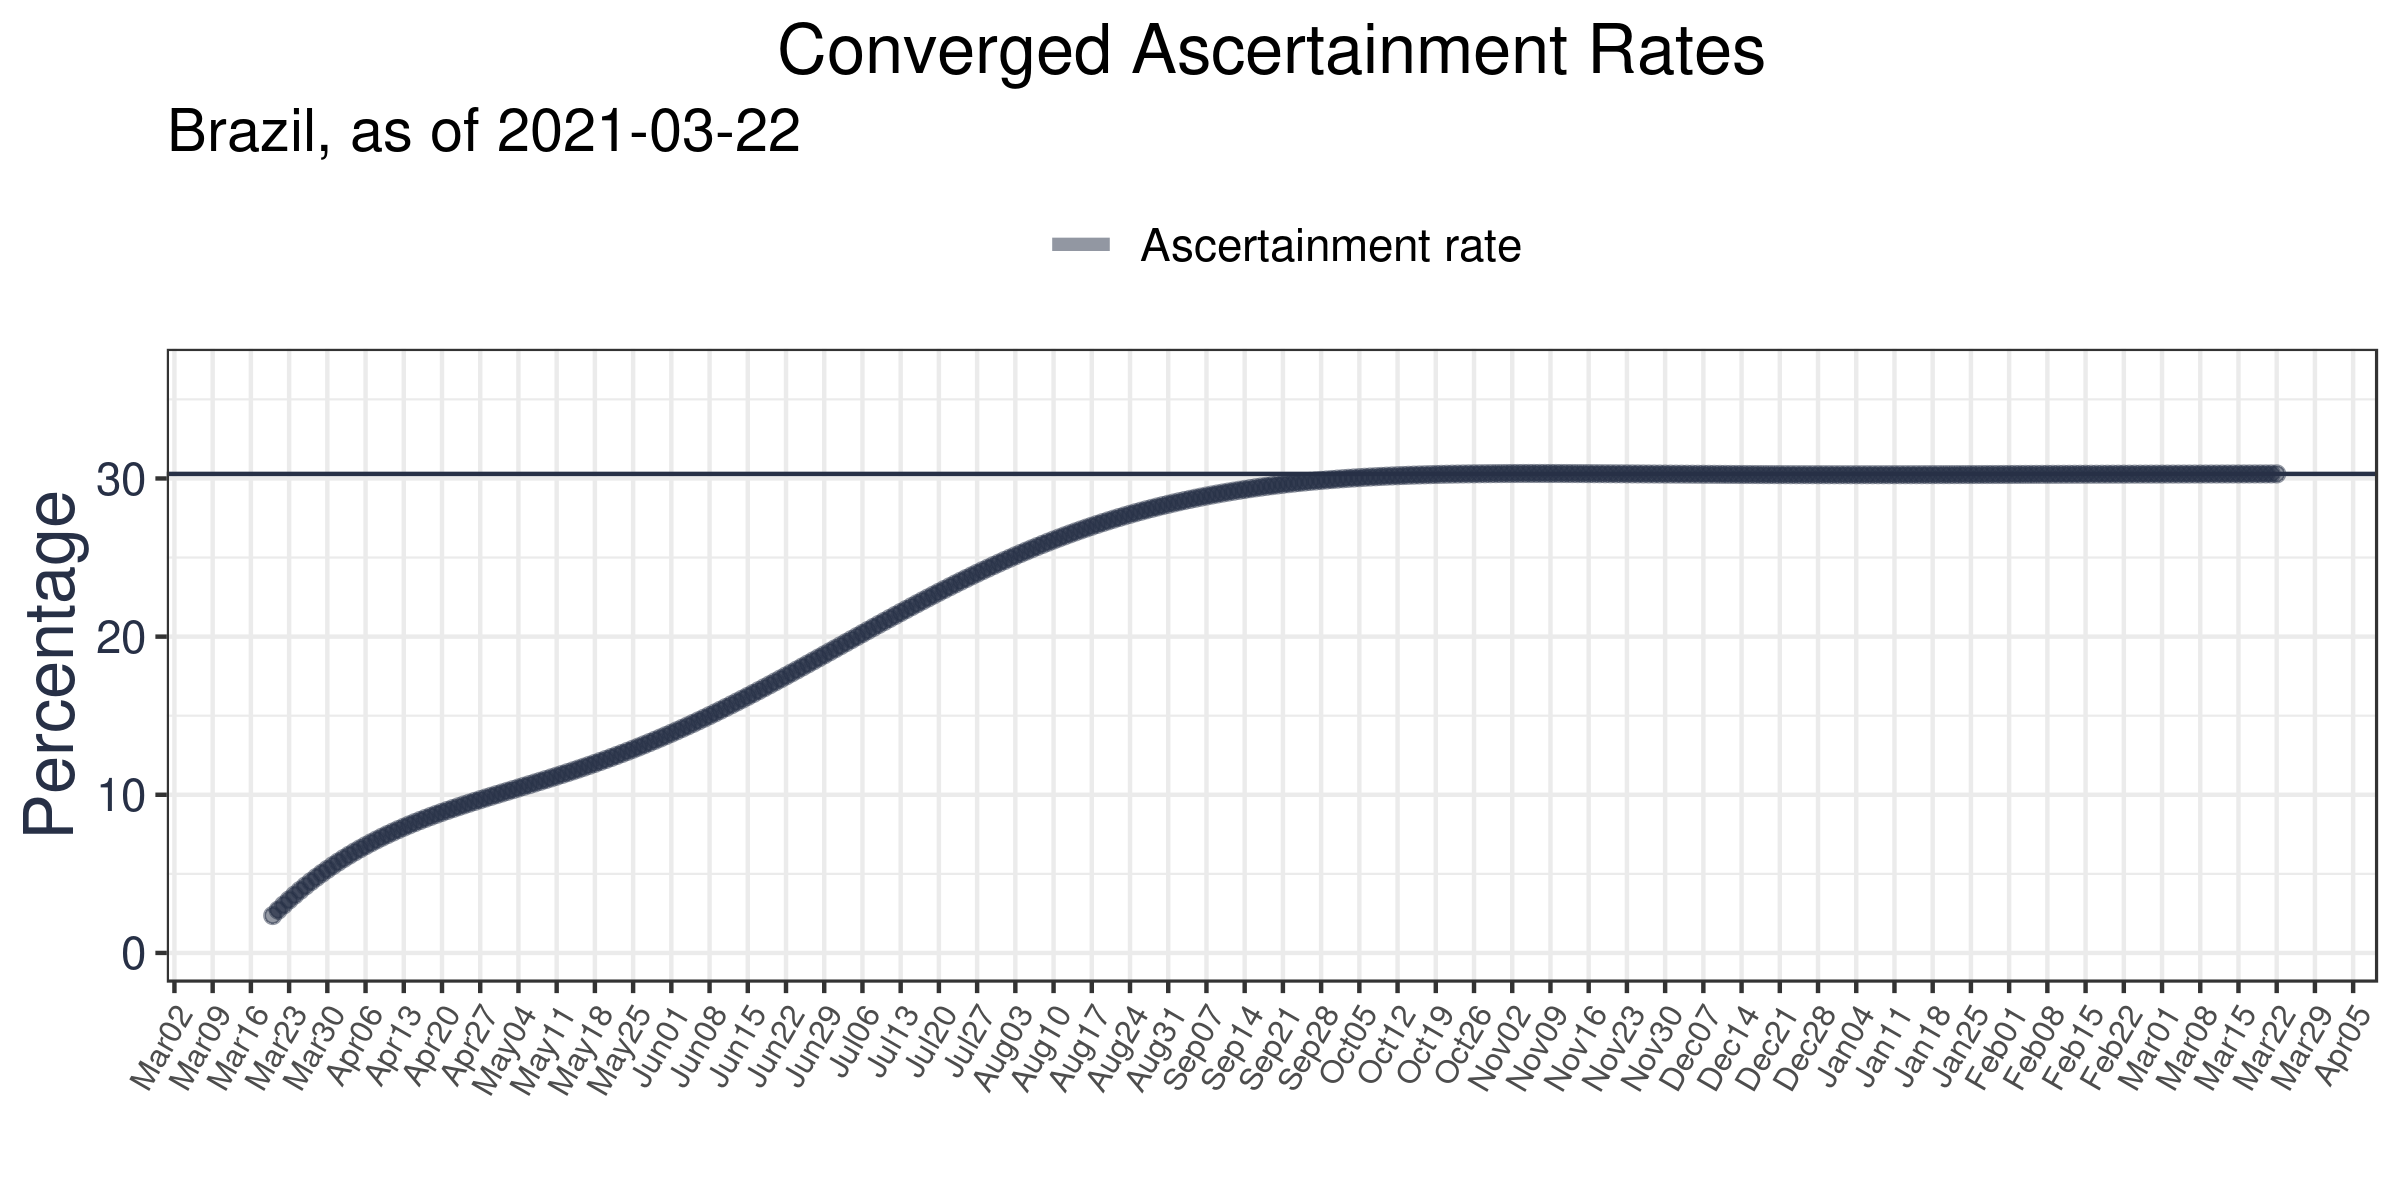 Converged Ascertainment Rates
Brazil, as of 2021-03-22
Ascertainment rate
Percentage
30
20
10
0
Mar02 Mar09 Mar16 Mar23 Mar30 Apr06 Apr13 Apr20 Apr27 May04 May11 May18 May25 Jun01 Jun08 Jun15 Jun22 Jun29 Jul06 Jul13 Jul20 Jul27 Aug03 Aug10 Aug17 Aug24 Aug31 Sep07 Sep14 Sep21 Sep28 Oct05 Oct12 Oct19 Oct26 Nov02 Nov09 Nov16 Nov23 Nov30 Dec07 Dec14 Dec21 Dec28 Jan04 Jan11 Jan18 Jan25 Feb01 Feb08 Feb15 Feb22 Mar01 Mar08 Mar15 Mar22 Mar29 Apr05